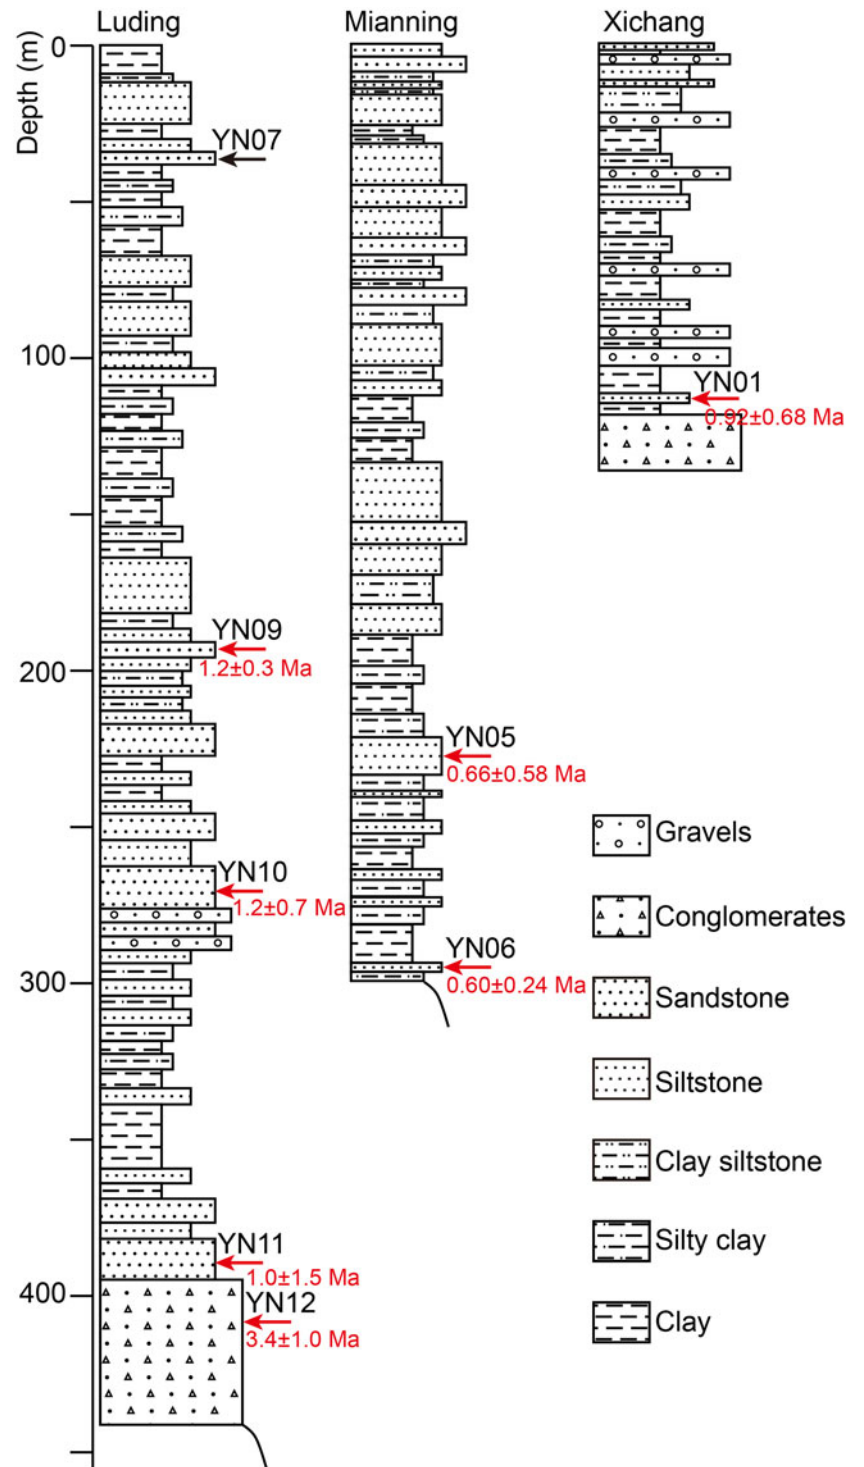 Luding
Mianning
Xichang
Depth (m)
0
100
200
300
400
YN07
YN09
1.2±0.3 Ma
YN10
1.2±0.7 Ma
YN11
1.0±1.5 Ma
YN12
3.4±1.0 Ma
YN05
0.66±0.58 Ma
YN06
0.60±0.24 Ma
YN01
0.92±0.68 Ma
Gravels
Conglomerates
Sandstone
Siltstone
Clay siltstone
Silty clay
Clay